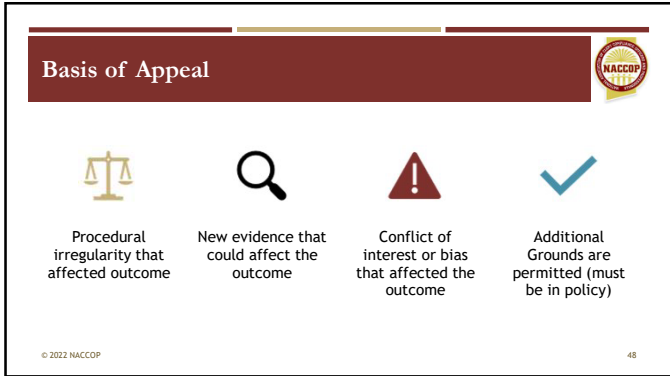 Basis of Appeal
NACCOP
Procedural
irregularity that
affected outcome
New evidence that
could affect the
outcome
Conflict of
interest or bias
that affected the
outcome
Additional
Grounds are
permitted (must
be in policy)
© 2022 NACCOP
48